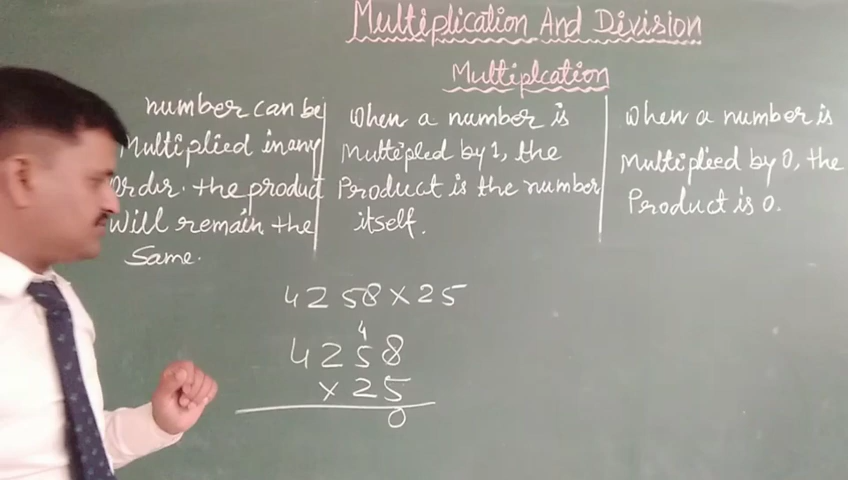 Multiplication And Division
Multiplcation
number can be
Multiplied in any
Order. the product
Will remain the
Same.
When a number is
Multepled by 1, the
Product is the number
itself.
When a number is
Multiplied by 0, the
Product is 0.
4258×25
4
4258
×25
0